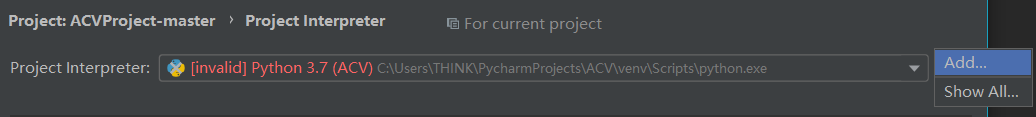 Project: ACVProject-master › Project Interpreter For current project
Project Interpreter: [invalid] Python 3.7 (ACV) C:\Users\THINK\PycharmProjects\ACV\venv\Scripts\python.exe
Add...
Show All...